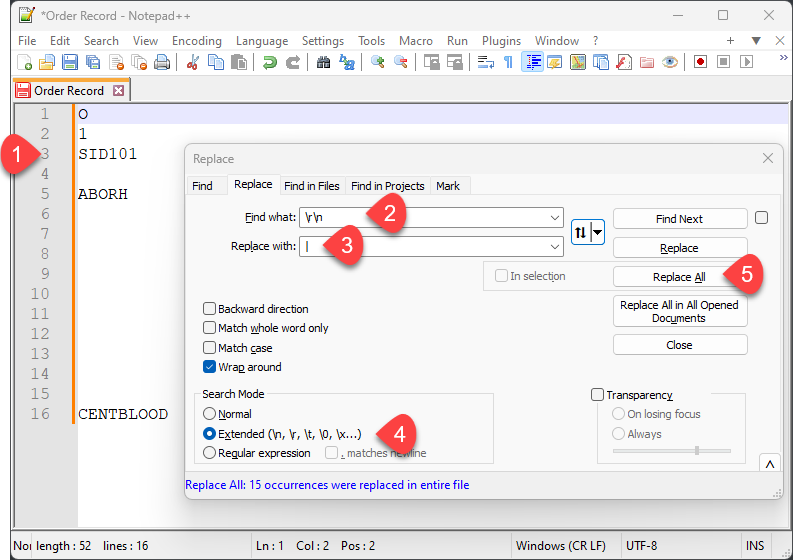 *Order Record - Notepad++
File Edit Search View Encoding Language Settings Tools Macro Run Plugins Window ?
Order Record
1 O
2 1
3 SID101
4
5 ABORH
6
7
8
9
10
11
12
13
14
15
16 CENTBLOOD
1
Replace
Find Replace Find in Files Find in Projects Mark
Find what: \r\n
2
Find Next
Replace with: |
3
Replace
In selection
Replace All
5
Backward direction
Replace All in All Opened
Documents
Match whole word only
Match case
Close
Wrap around
Search Mode
Transparency
Normal
On losing focus
Extended (\n, \r, \t, \0, \x...)
4
Always
Regular expression
. matches newline
Replace All: 15 occurrences were replaced in entire file
length : 52 lines : 16 Ln : 1 Col : 2 Pos : 2 Windows (CR LF) UTF-8 INS